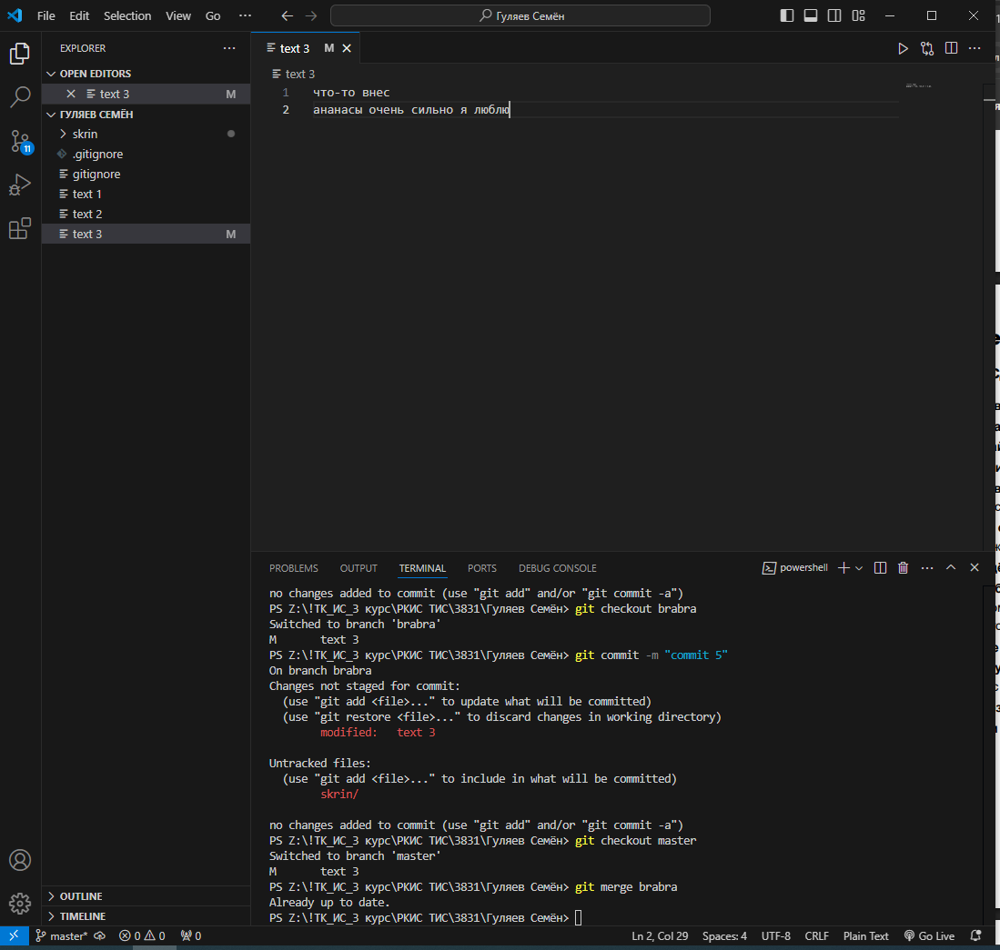 File Edit Selection View Go ··· Гуляев Семён
EXPLORER ···
OPEN EDITORS
text 3 M
ГУЛЯЕВ СЕМЁН
skrin
.gitignore
gitignore
text 1
text 2
text 3 M
11
OUTLINE
TIMELINE
text 3 M
text 3
1 что-то внес
2 ананасы очень сильно я люблю
PROBLEMS OUTPUT TERMINAL PORTS DEBUG CONSOLE powershell
no changes added to commit (use "git add" and/or "git commit -a")
PS Z:\!ТК_ИС_3 курс\РКИС ТИС\3831\Гуляев Семён> git checkout brabra
Switched to branch 'brabra'
M text 3
PS Z:\!ТК_ИС_3 курс\РКИС ТИС\3831\Гуляев Семён> git commit -m "commit 5"
On branch brabra
Changes not staged for commit:
(use "git add <file>..." to update what will be committed)
(use "git restore <file>..." to discard changes in working directory)
modified: text 3
Untracked files:
(use "git add <file>..." to include in what will be committed)
skrin/
no changes added to commit (use "git add" and/or "git commit -a")
PS Z:\!ТК_ИС_3 курс\РКИС ТИС\3831\Гуляев Семён> git checkout master
Switched to branch 'master'
M text 3
PS Z:\!ТК_ИС_3 курс\РКИС ТИС\3831\Гуляев Семён> git merge brabra
Already up to date.
PS Z:\!ТК_ИС_3 курс\РКИС ТИС\3831\Гуляев Семён>
master* 0 0 0 Ln 2, Col 29 Spaces: 4 UTF-8 CRLF Plain Text Go Live